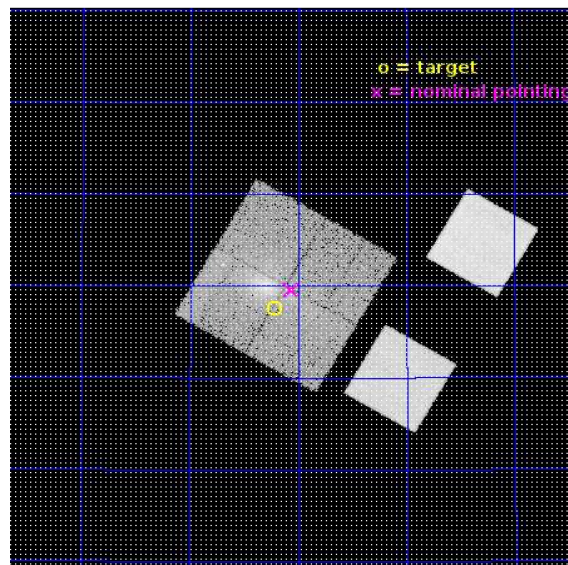 o = target
x = nominal pointing